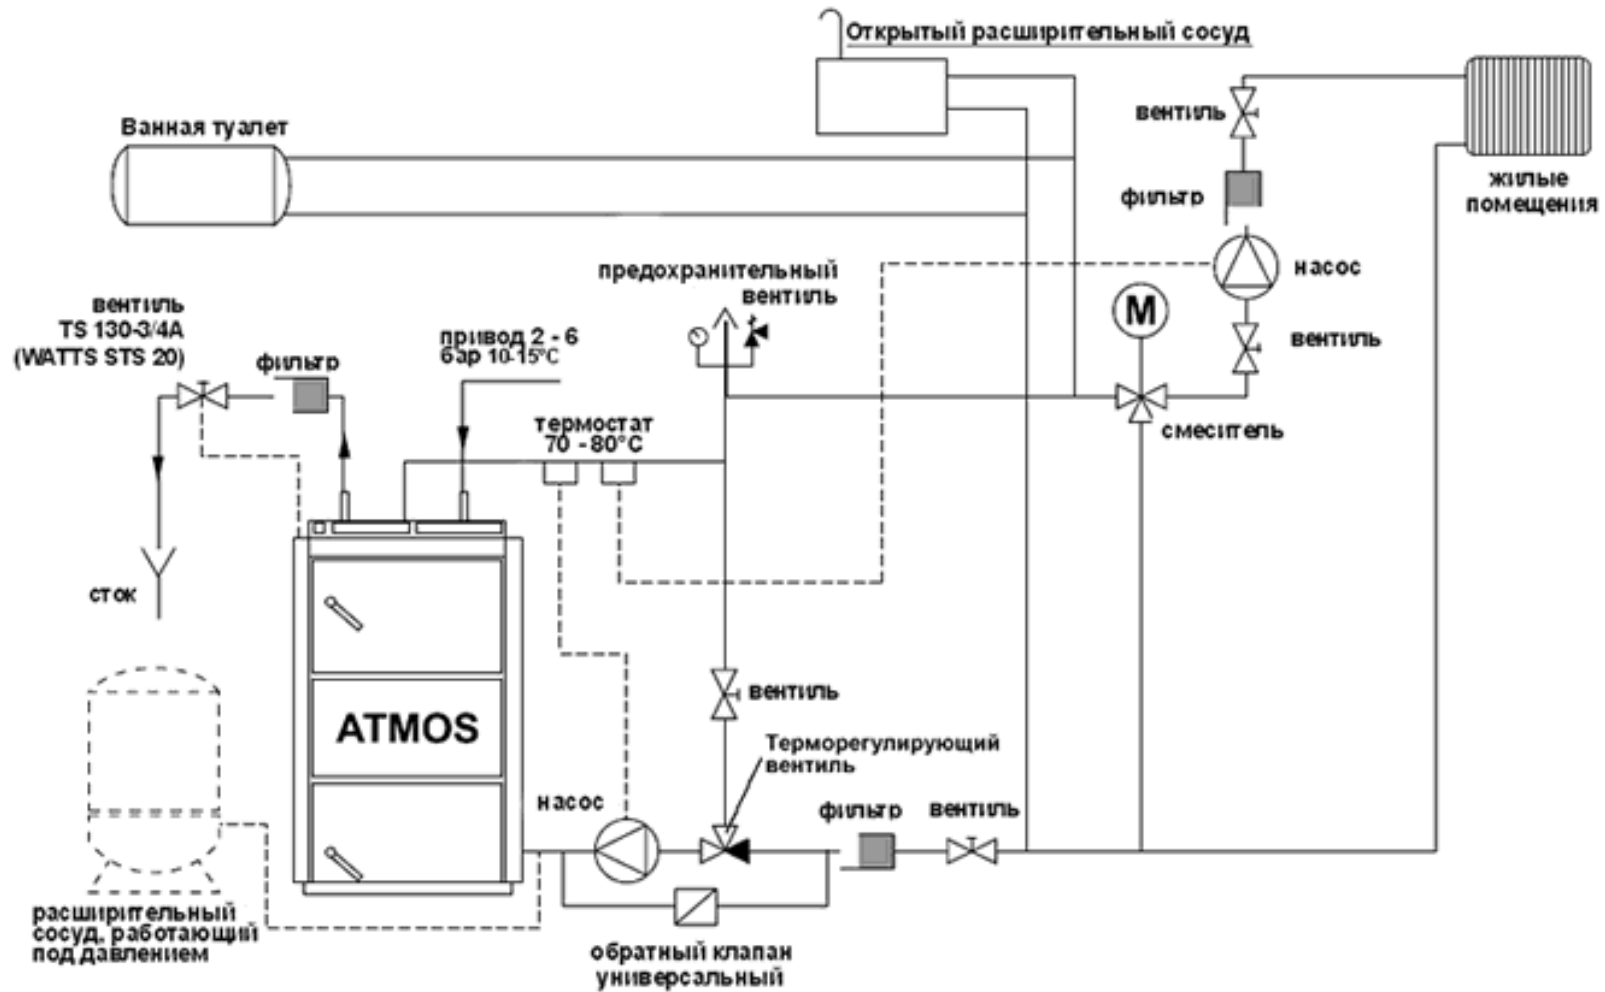 Открытый расширительный сосуд
вентиль
Ванная туалет
фильтр
жилые
помещения
насос
предохранительный
вентиль
M
вентиль
TS 130-3/4A
(WATTS STS 20)
фильтр
привод 2 - 6
бар 10-15°C
вентиль
термостат
70 - 80°C
смеситель
сток
вентиль
ATMOS
Терморегулирующий
вентиль
насос
фильтр
вентиль
расширительный
сосуд, работающий
под давлением
обратный клапан
универсальный